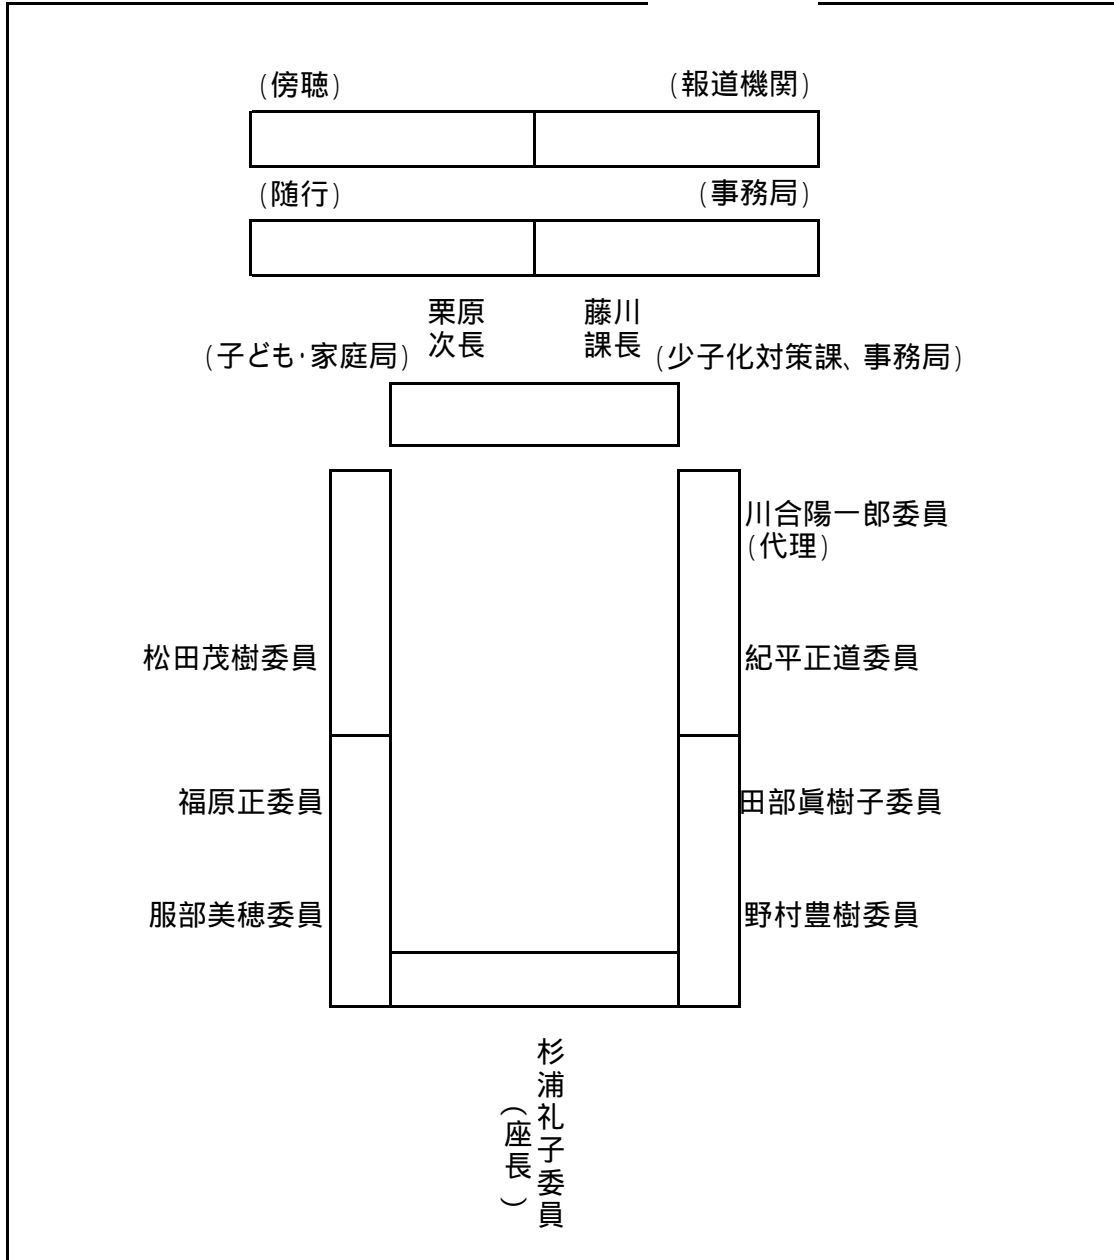 (傍聴)
(報道機関)
(随行)
(事務局)
栗原
次長
藤川
課長
(子ども・家庭局)
(少子化対策課、事務局)
川合陽一郎委員
(代理)
松田茂樹委員
紀平正道委員
福原正委員
田部眞樹子委員
服部美穂委員
野村豊樹委員
杉浦礼子委員
(座長)